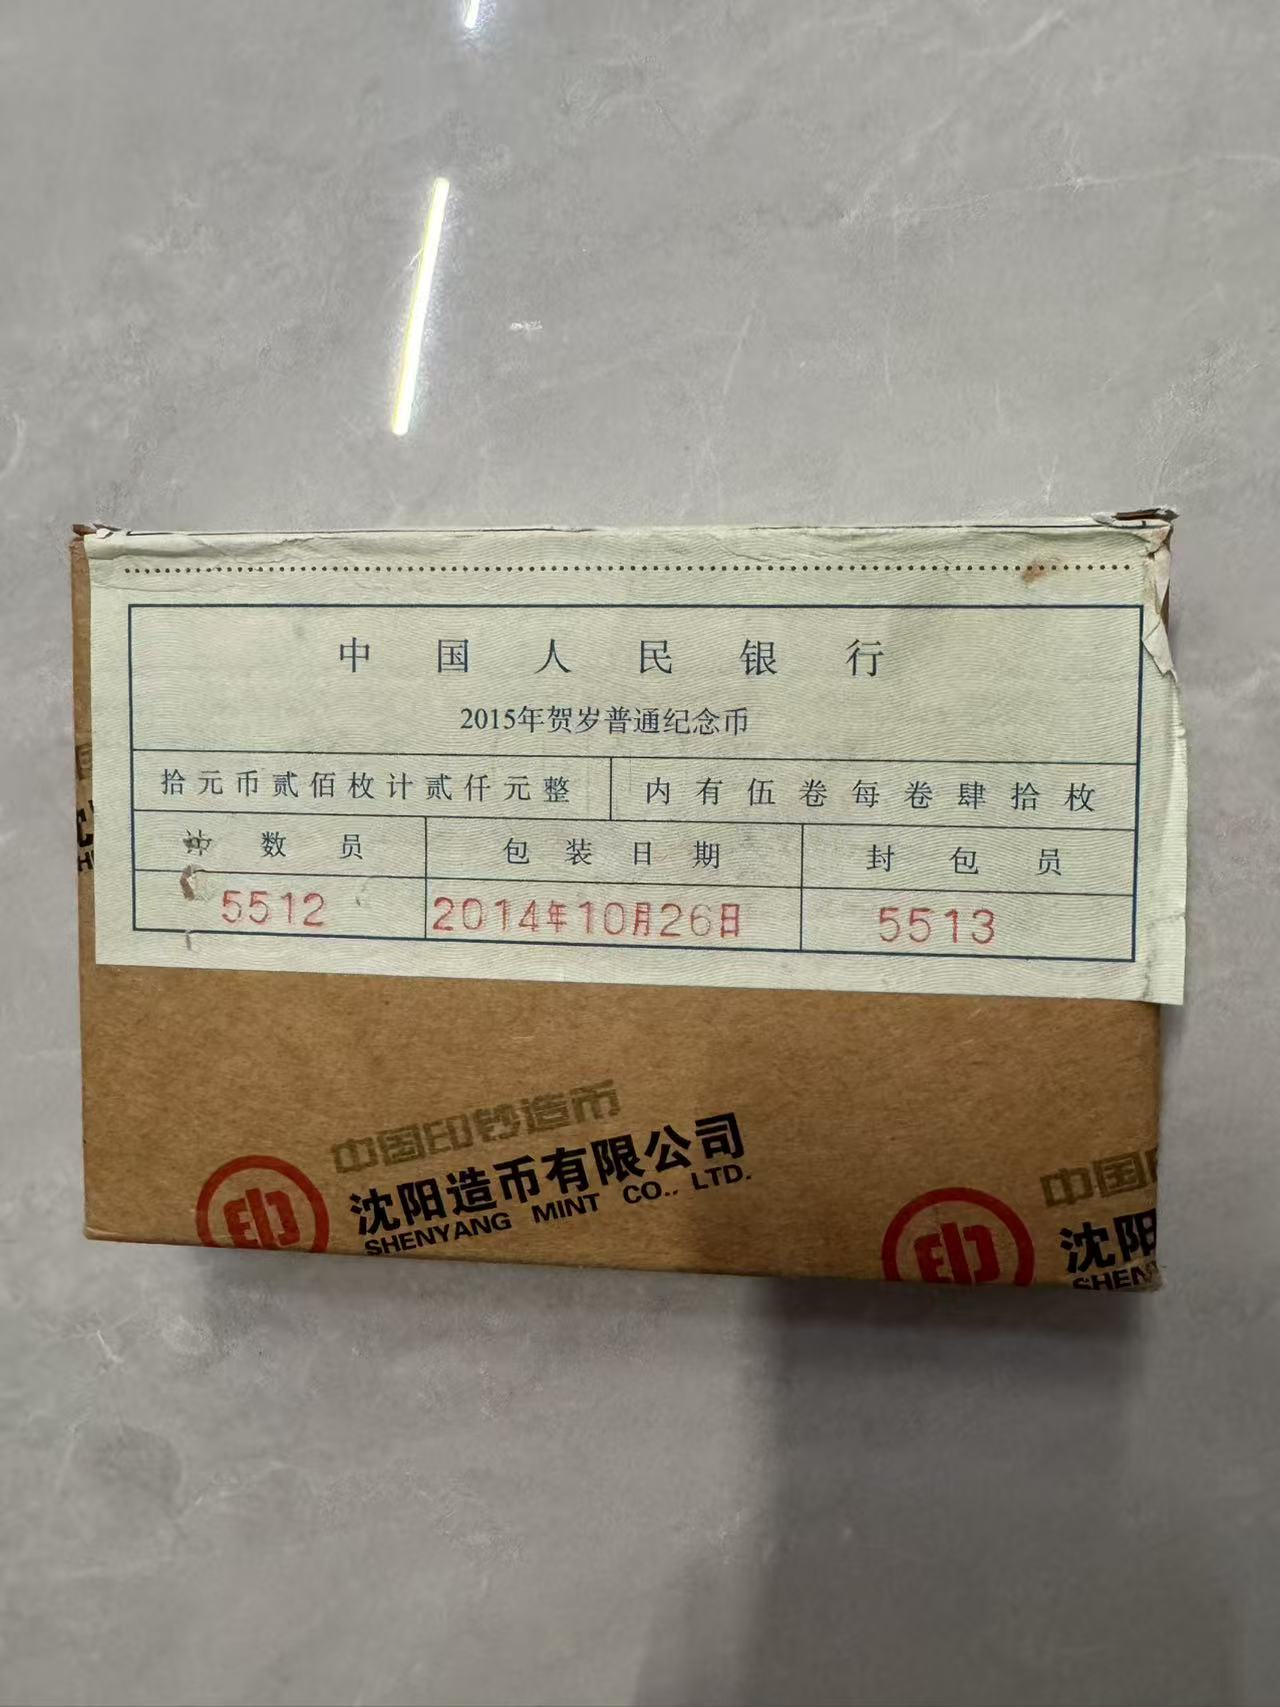 中国人民银行
2015年贺岁普通纪念币
拾元币贰佰枚计贰仟元整 内有伍卷每卷肆拾枚
计数员 包装日期 封包员
5512 2014年10月26日 5513
中国印钞造币
沈阳造币有限公司
SHENYANG MINT CO., LTD.
中国印
沈阳
SHENY